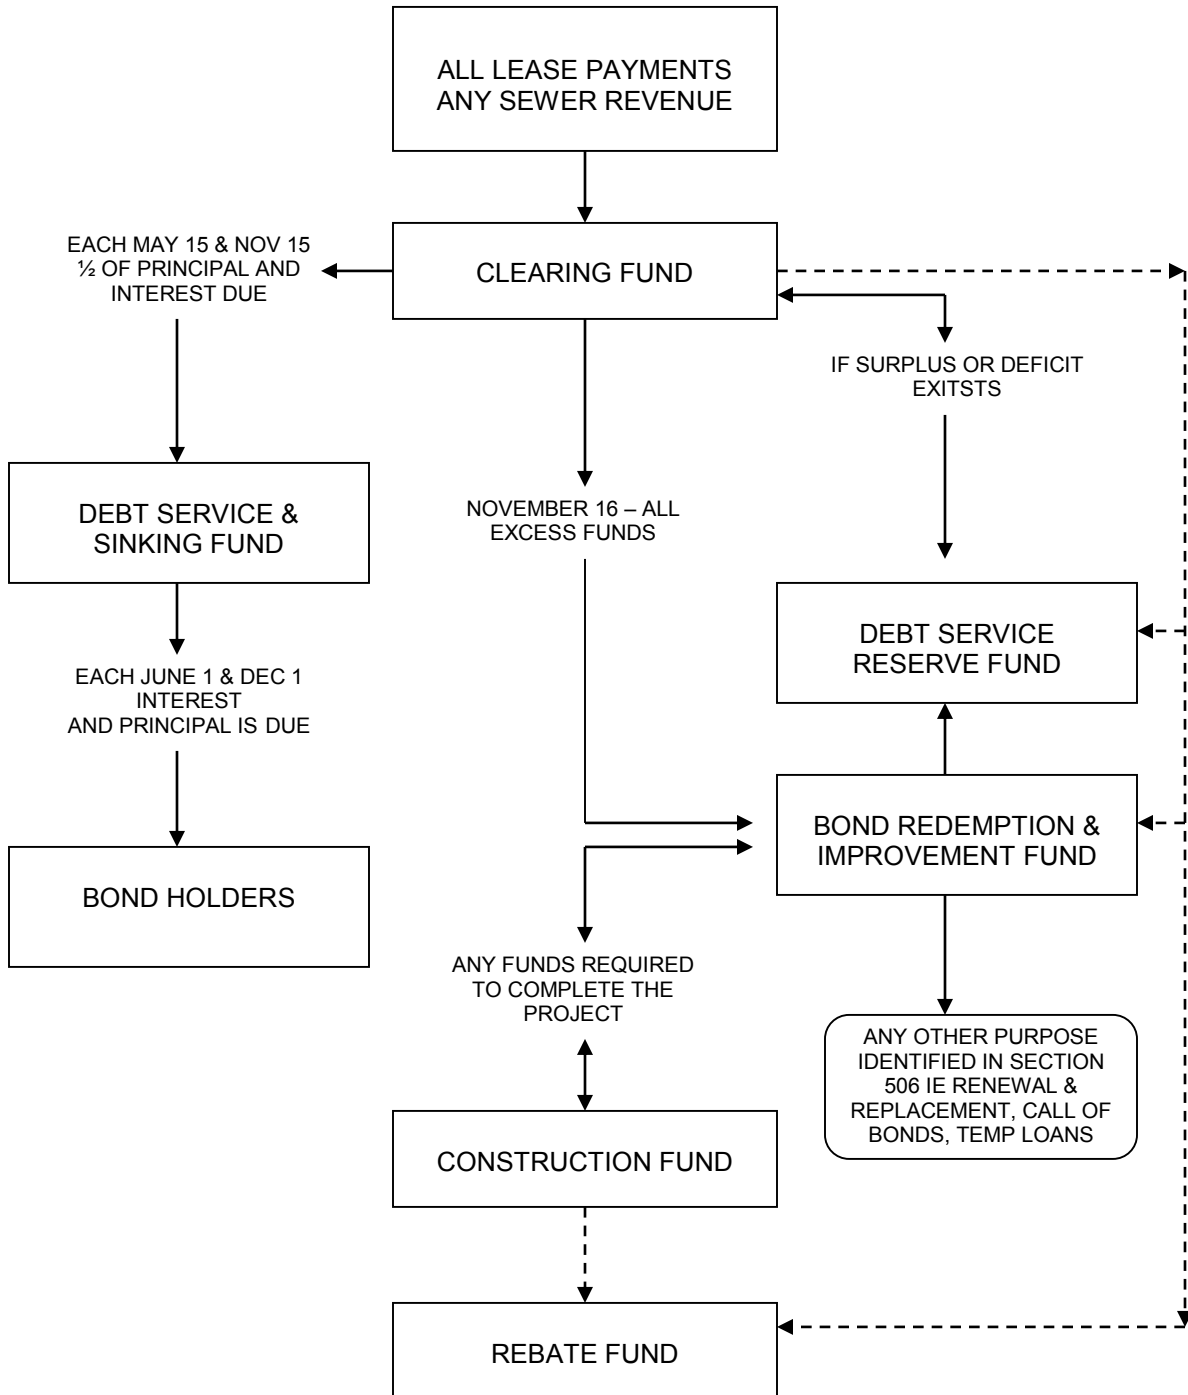 ALL LEASE PAYMENTS
ANY SEWER REVENUE
EACH MAY 15 & NOV 15
½ OF PRINCIPAL AND
INTEREST DUE
CLEARING FUND
IF SURPLUS OR DEFICIT
EXITSTS
DEBT SERVICE &
SINKING FUND
NOVEMBER 16 – ALL
EXCESS FUNDS
DEBT SERVICE
RESERVE FUND
EACH JUNE 1 & DEC 1
INTEREST
AND PRINCIPAL IS DUE
BOND REDEMPTION &
IMPROVEMENT FUND
BOND HOLDERS
ANY FUNDS REQUIRED
TO COMPLETE THE
PROJECT
ANY OTHER PURPOSE
IDENTIFIED IN SECTION
506 IE RENEWAL &
REPLACEMENT, CALL OF
BONDS, TEMP LOANS
CONSTRUCTION FUND
REBATE FUND